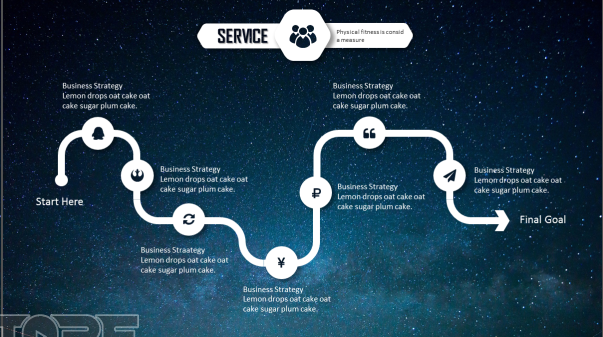 SERVICE
Physical fitness is consid
a measure
Business Strategy
Lemon drops oat cake oat
cake sugar plum cake.
Business Strategy
Lemon drops oat cake oat
cake sugar plum cake.
Business Strategy
Lemon drops oat cake oat
cake sugar plum cake.
Business Strategy
Lemon drops oat cake oat
cake sugar plum cake.
Business Strategy
Lemon drops oat cake oat
cake sugar plum cake.
Start Here
Final Goal
Business Straategy
Lemon drops oat cake oat
cake sugar plum cake.
Business Strategy
Lemon drops oat cake oat
cake sugar plum cake.